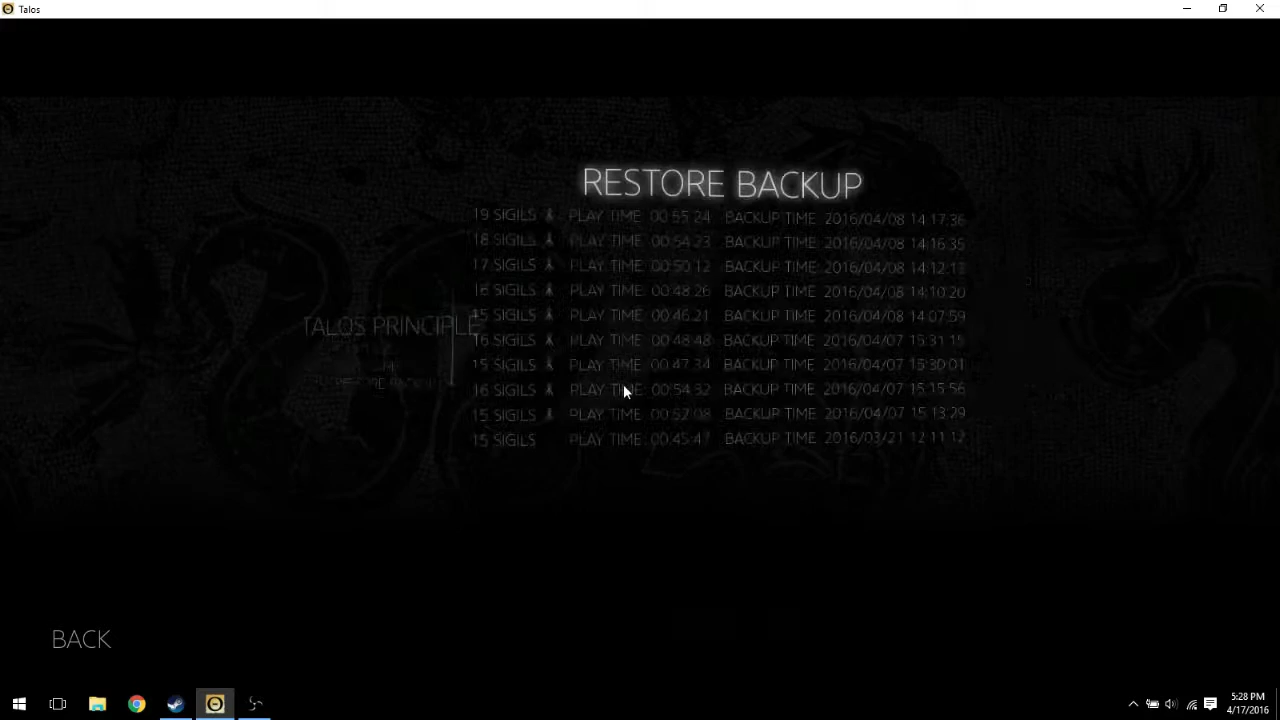 Talos
RESTORE BACKUP
19 SIGILS PLAY TIME: 00:55:24 BACKUP TIME: 2016/04/08 14:17:36
18 SIGILS PLAY TIME: 00:54:23 BACKUP TIME: 2016/04/08 14:16:35
17 SIGILS PLAY TIME: 00:50:12 BACKUP TIME: 2016/04/08 14:12:13
16 SIGILS PLAY TIME: 00:48:26 BACKUP TIME: 2016/04/08 14:10:20
15 SIGILS PLAY TIME: 00:46:21 BACKUP TIME: 2016/04/08 14:07:59
16 SIGILS PLAY TIME: 00:48:48 BACKUP TIME: 2016/04/07 15:31:15
15 SIGILS PLAY TIME: 00:47:34 BACKUP TIME: 2016/04/07 15:30:01
16 SIGILS PLAY TIME: 00:54:32 BACKUP TIME: 2016/04/07 15:15:56
15 SIGILS PLAY TIME: 00:52:08 BACKUP TIME: 2016/04/07 15:13:29
15 SIGILS PLAY TIME: 00:45:47 BACKUP TIME: 2016/03/21 12:11:12
TALOS PRINCIPLE
BACK
5:28 PM
4/17/2016